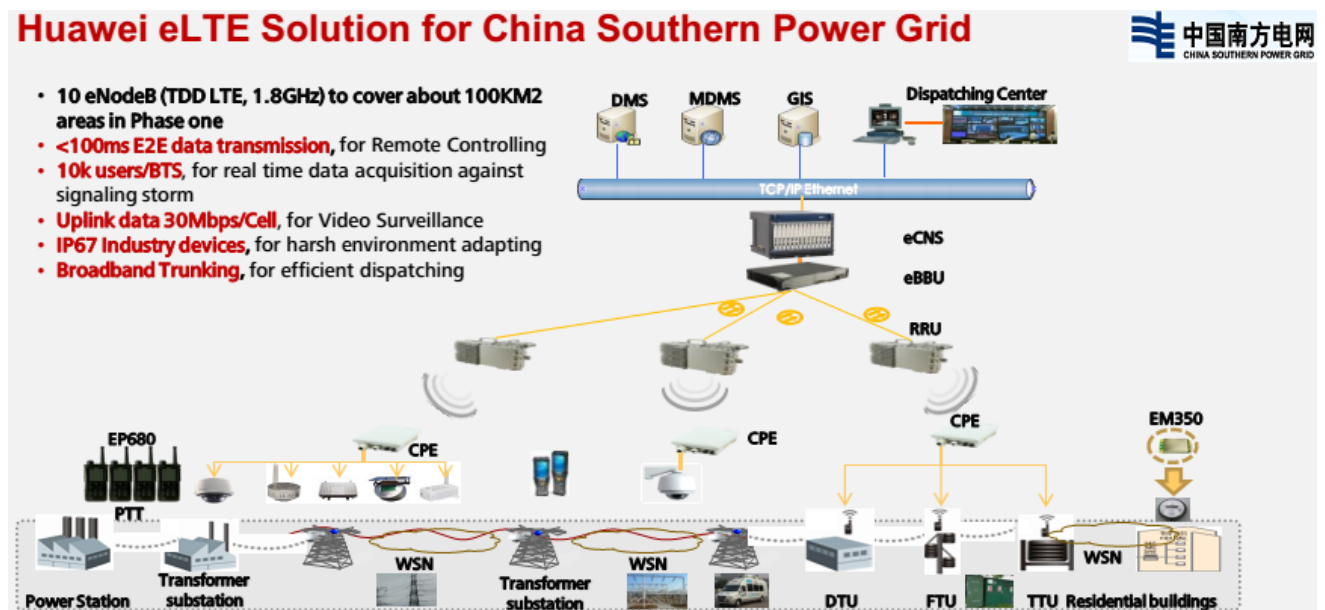 Huawei eLTE Solution for China Southern Power Grid
中国南方电网
CHINA SOUTHERN POWER GRID
• 10 eNodeB (TDD LTE, 1.8GHz) to cover about 100KM2
areas in Phase one
• <100ms E2E data transmission, for Remote Controlling
• 10k users/BTS, for real time data acquisition against
signaling storm
• Uplink data 30Mbps/Cell, for Video Surveillance
• IP67 Industry devices, for harsh environment adapting
• Broadband Trunking, for efficient dispatching
DMS
MDMS
GIS
Dispatching Center
TCP/IP Ethernet
eCNS
eBBU
RRU
EP680
CPE
CPE
CPE
EM350
PTT
WSN
WSN
WSN
Power Station
Transformer
substation
Transformer
substation
DTU
FTU
TTU
Residential buildings